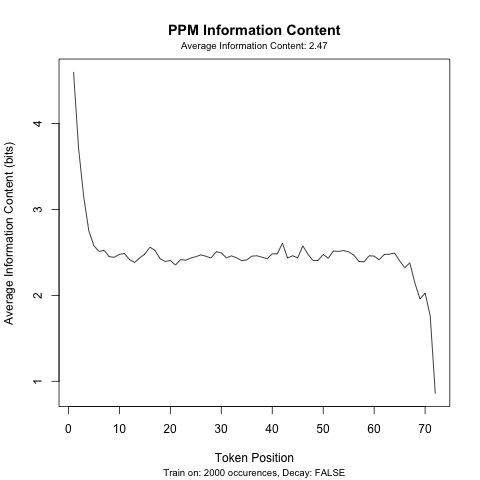 PPM Information Content
Average Information Content: 2.47
Average Information Content (bits)
4
3
2
1
0 10 20 30 40 50 60 70
Token Position
Train on: 2000 occurences, Decay: FALSE